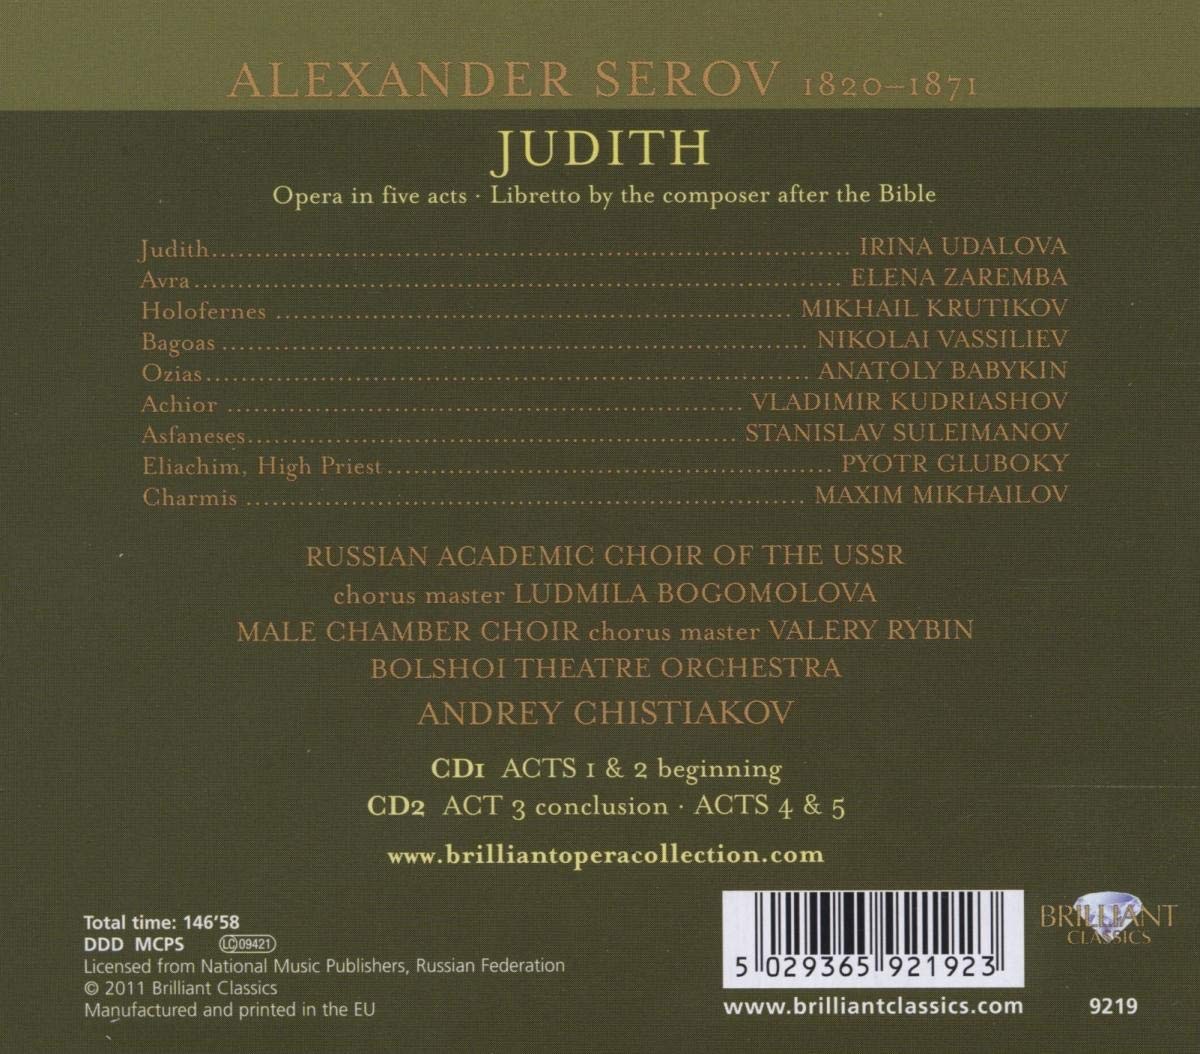 ALEXANDER SEROV 1820–1871
JUDITH
Opera in five acts · Libretto by the composer after the Bible
Judith........................................................................ IRINA UDALOVA
Avra........................................................................ ELENA ZAREMBA
Holofernes ........................................................ MIKHAIL KRUTIKOV
Bagoas ................................................................ NIKOLAI VASSILIEV
Ozias.................................................................. ANATOLY BABYKIN
Achior ........................................................ VLADIMIR KUDRIASHOV
Asfaneses...................................................... STANISLAV SULEIMANOV
Eliachim, High Priest................................................ PYOTR GLUBOKY
Charmis ............................................................ MAXIM MIKHAILOV
RUSSIAN ACADEMIC CHOIR OF THE USSR
chorus master LUDMILA BOGOMOLOVA
MALE CHAMBER CHOIR chorus master VALERY RYBIN
BOLSHOI THEATRE ORCHESTRA
ANDREY CHISTIAKOV
CD1 ACTS 1 & 2 beginning
CD2 ACT 3 conclusion · ACTS 4 & 5
www.brilliantoperacollection.com
Total time: 146'58
DDD MCPS LC 09421
Licensed from National Music Publishers, Russian Federation
© 2011 Brilliant Classics
Manufactured and printed in the EU
5 029365 921923
www.brilliantclassics.com
BRILLIANT
CLASSICS
9219